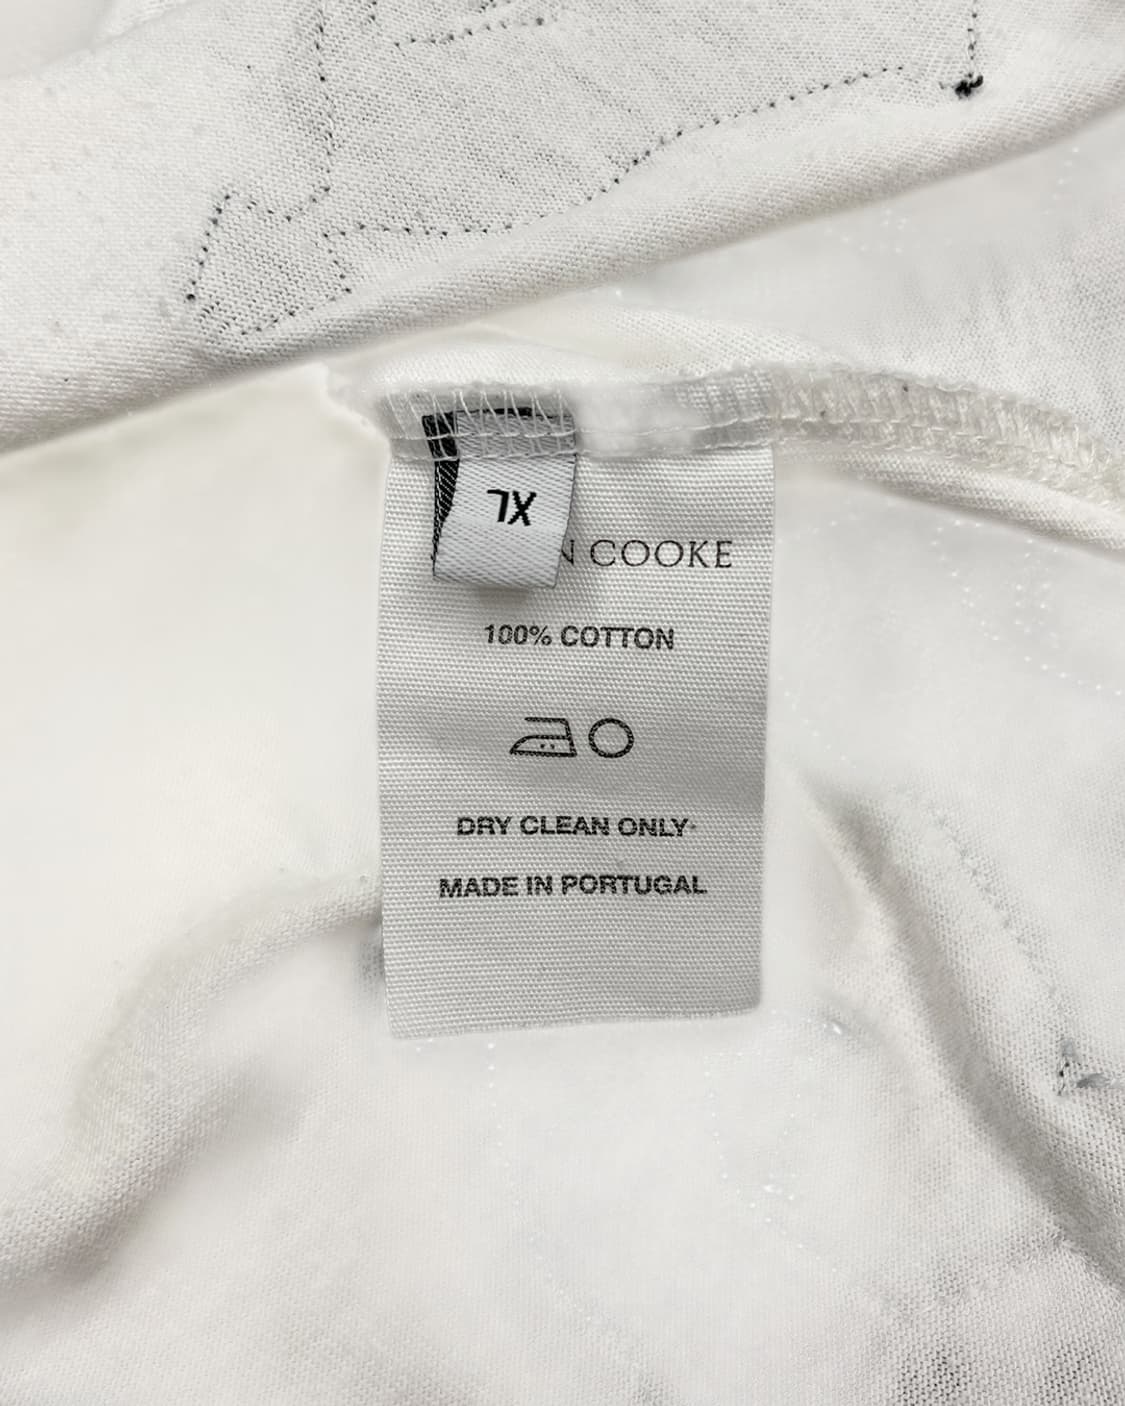 XL
N COOKE
100% COTTON
DRY CLEAN ONLY
MADE IN PORTUGAL